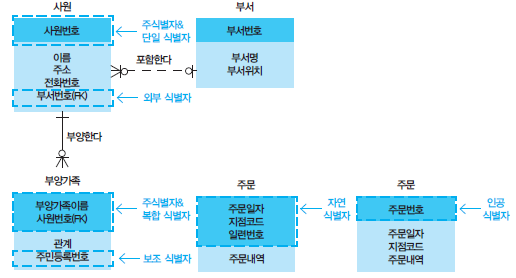 사원
부서
사원번호
주식별자&
단일 식별자
부서번호
이름
주소
전화번호
부서번호(FK)
포함한다
부서명
부서위치
외부 식별자
부양한다
부양가족
주문
주문
부양가족이름
사원번호(FK)
주식별자&
복합 식별자
주문일자
지점코드
일련번호
자연
식별자
주문번호
인공
식별자
관계
주민등록번호
보조 식별자
주문내역
주문일자
지점코드
주문내역